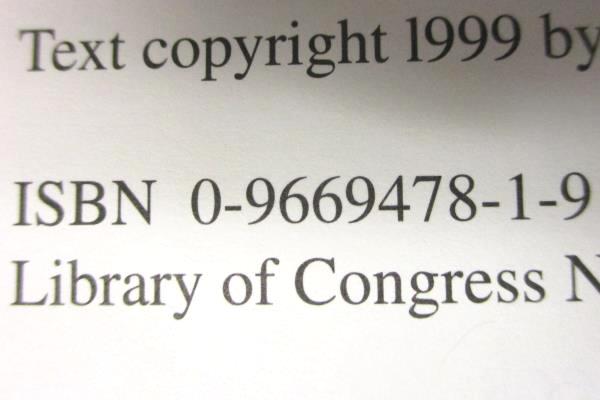 Text copyright 1999 by
ISBN 0-9669478-1-9
Library of Congress N